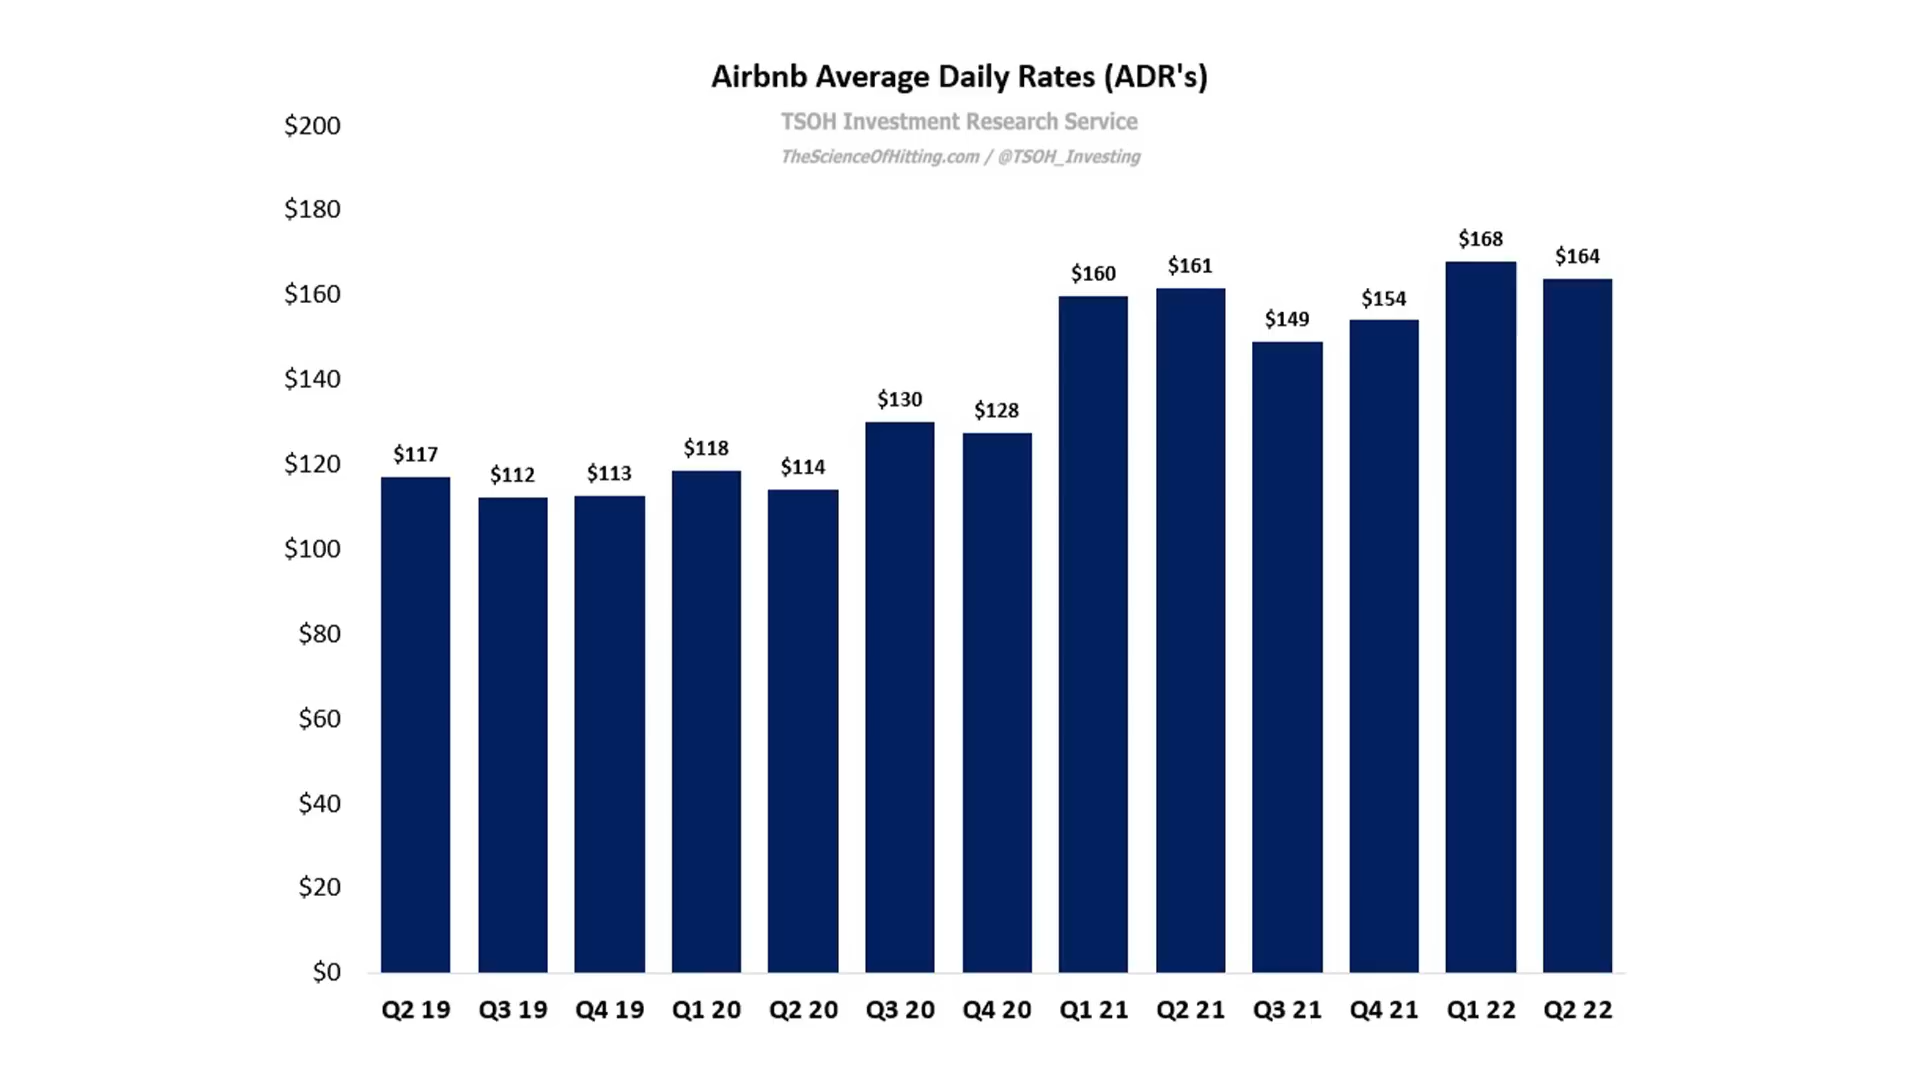 Airbnb Average Daily Rates (ADR's)
TSOH Investment Research Service
TheScienceOfHitting.com / @TSOH_Investing
$200
$180
$160
$140
$120
$100
$80
$60
$40
$20
$0
$117
$112
$113
$118
$114
$130
$128
$160
$161
$149
$154
$168
$164
Q2 19
Q3 19
Q4 19
Q1 20
Q2 20
Q3 20
Q4 20
Q1 21
Q2 21
Q3 21
Q4 21
Q1 22
Q2 22